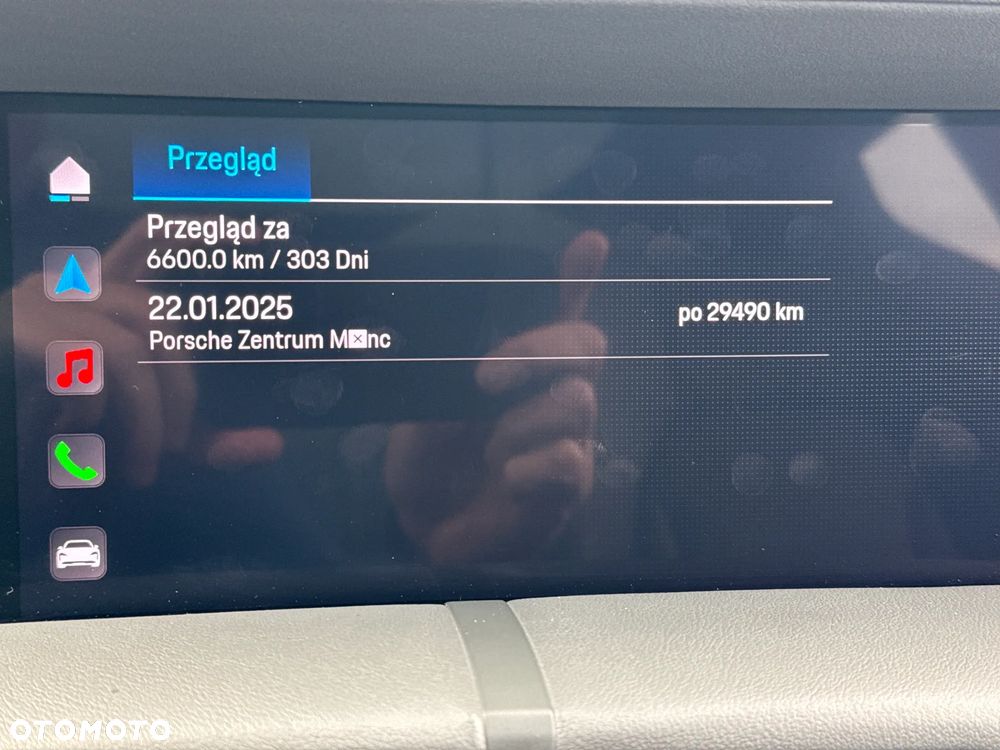 Przegląd
Przegląd za
6600.0 km / 303 Dni
22.01.2025
po 29490 km
Porsche Zentrum M☒nc
OTOMOTO